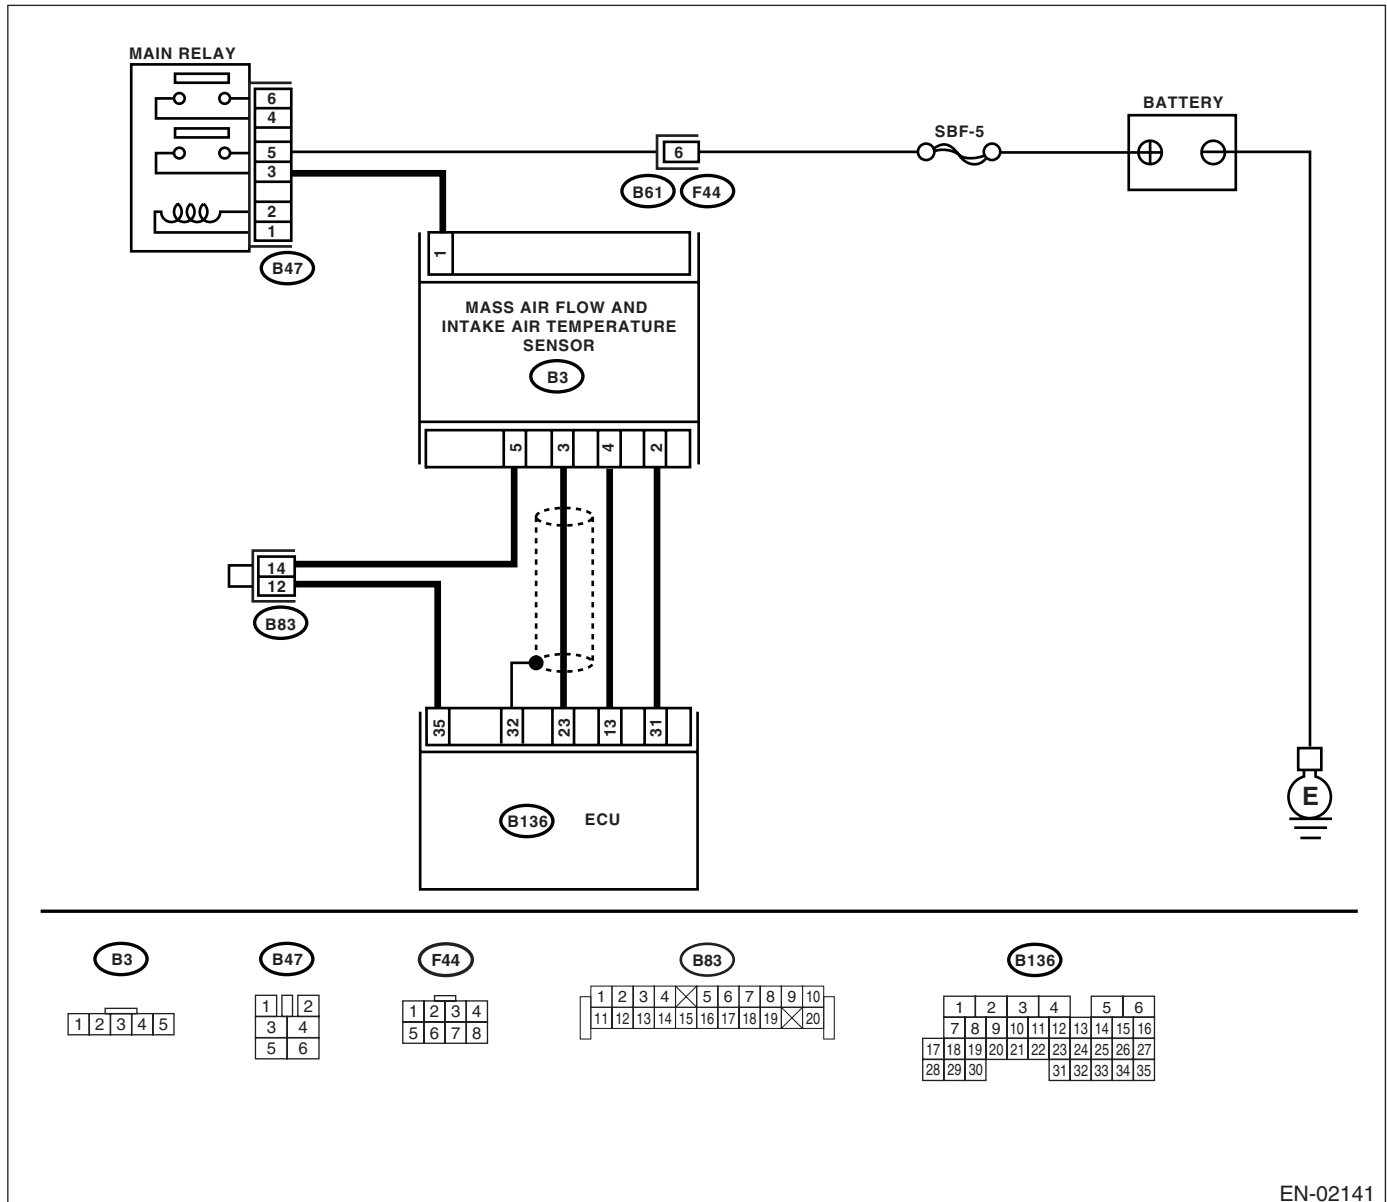 MAIN RELAY
6
4
5
3
2
1
B47
6
B61 F44
SBF-5
BATTERY
1
MASS AIR FLOW AND
INTAKE AIR TEMPERATURE
SENSOR
B3
5 3 4 2
14
12
B83
35 32 23 13 31
B136 ECU
E
B3
1 2 3 4 5
B47
1 2
3 4
5 6
F44
1 2 3 4
5 6 7 8
B83
1 2 3 4 5 6 7 8 9 10
11 12 13 14 15 16 17 18 19 20
B136
1 2 3 4 5 6
7 8 9 10 11 12 13 14 15 16
17 18 19 20 21 22 23 24 25 26 27
28 29 30 31 32 33 34 35
EN-02141